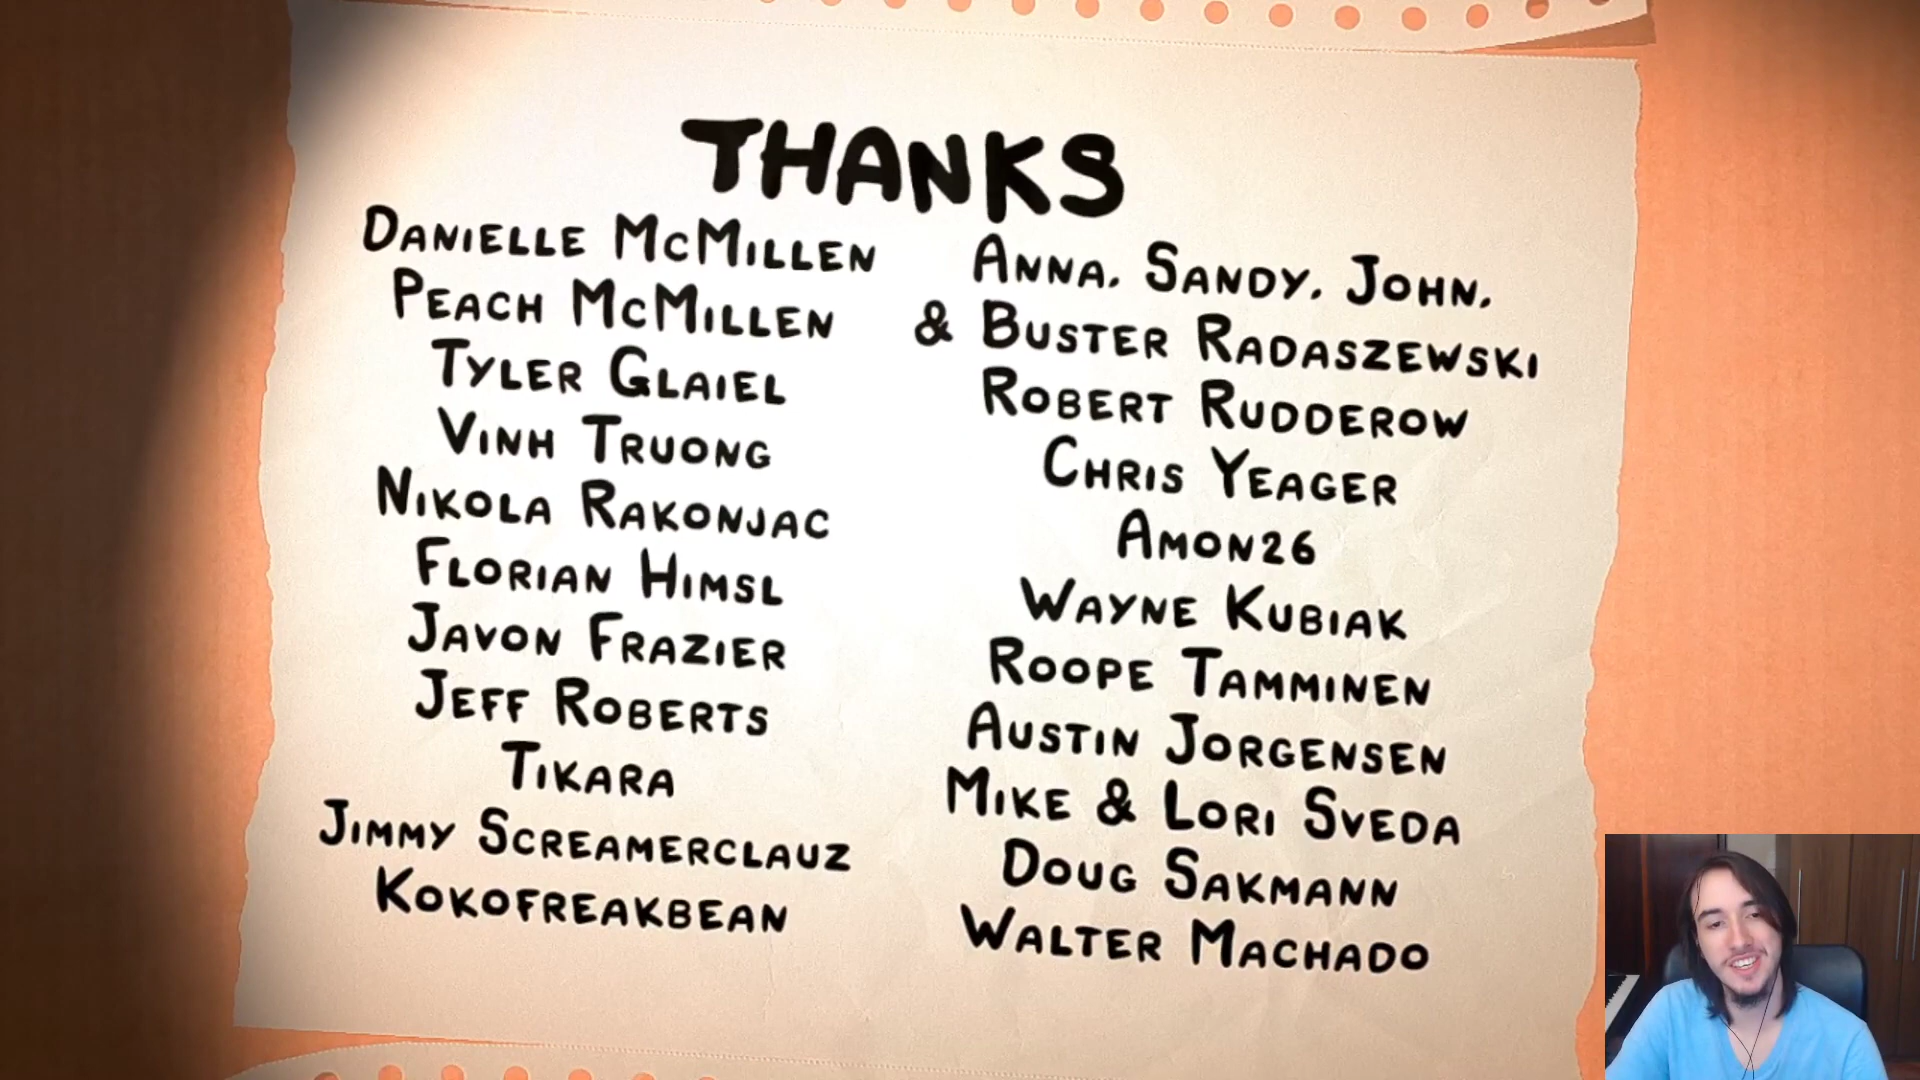 THANKS
DANIELLE MCMILLEN
PEACH MCMILLEN
TYLER GLAIEL
VINH TRUONG
NIKOLA RAKONJAC
FLORIAN HIMSL
JAVON FRAZIER
JEFF ROBERTS
TIKARA
JIMMY SCREAMERCLAUZ
KOKOFREAKBEAN
ANNA, SANDY, JOHN,
& BUSTER RADASZEWSKI
ROBERT RUDDEROW
CHRIS YEAGER
AMON26
WAYNE KUBIAK
ROOPE TAMMINEN
AUSTIN JORGENSEN
MIKE & LORI SVEDA
DOUG SAKMANN
WALTER MACHADO